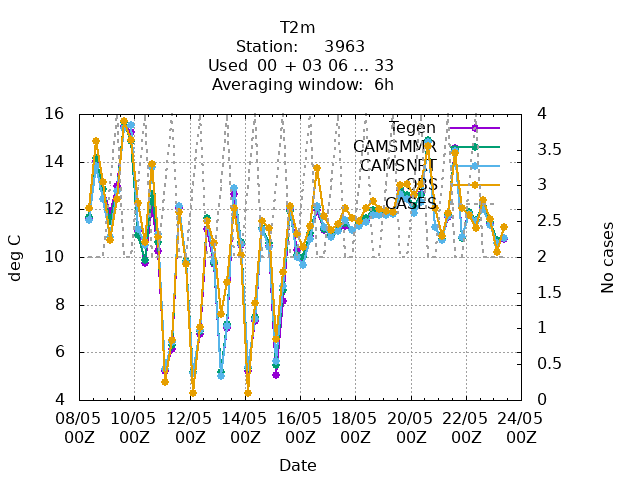 T2m
Station: 3963
Used 00 + 03 06 ... 33
Averaging window: 6h
deg C
No cases
16
14
12
10
8
6
4
4
3.5
3
2.5
2
1.5
1
0.5
0
Tegen
CAMSMMR
CAMSNRT
OBS
CASES
08/05 10/05 12/05 14/05 16/05 18/05 20/05 22/05 24/05
00Z 00Z 00Z 00Z 00Z 00Z 00Z 00Z 00Z
Date